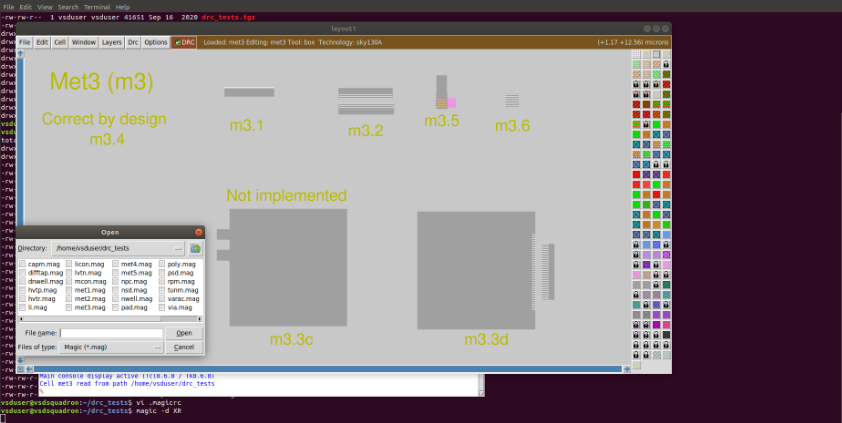 File Edit View Search Terminal Help
-rw-rw-r-- 1 vsduser vsduser 41651 Sep 16 2020 drc_tests.tgz
layout1
File Edit Cell Window Layers Drc Options DRC Loaded: met3 Editing: met3 Tool: box Technology: sky130A (+1.17 +12.56) microns
Met3 (m3)
Correct by design
m3.4
m3.1
m3.2
m3.5
m3.6
Not implemented
m3.3c
m3.3d
Open
Directory: /home/vsduser/drc_tests
capm.mag licon.mag met4.mag poly.mag
difftap.mag lvtn.mag met5.mag psd.mag
dnwell.mag mcon.mag npc.mag rpm.mag
hvtp.mag met1.mag nsd.mag tunm.mag
hvtr.mag met2.mag nwell.mag varac.mag
li.mag met3.mag pad.mag via.mag
File name: Open
Files of type: Magic (*.mag) Cancel
Main console display active (Tcl8.6.8 / Tk8.6.8)
Cell met3 read from path /home/vsduser/drc_tests
%
vsduser@vsdsquadron:~/drc_tests$ vi .magicrc
vsduser@vsdsquadron:~/drc_tests$ magic -d XR